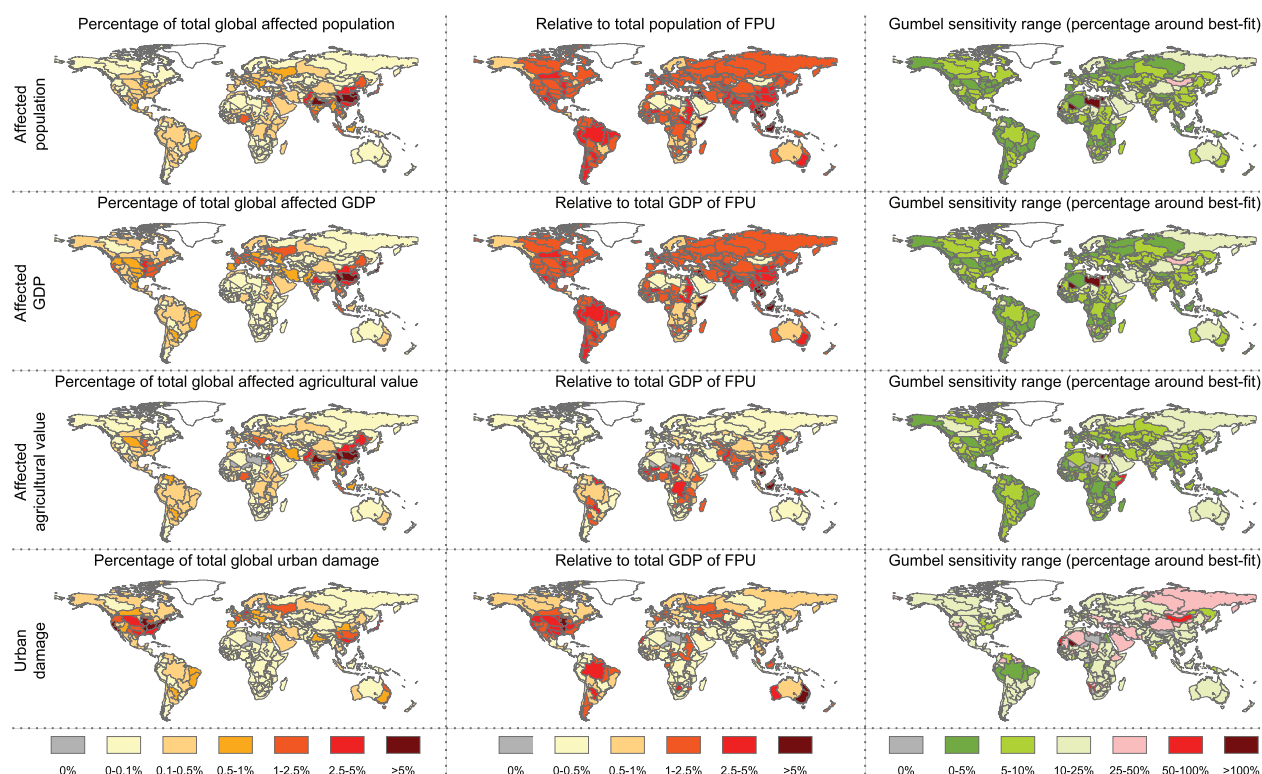 Percentage of total global affected population
Relative to total population of FPU
Gumbel sensitivity range (percentage around best-fit)
Affected
population
Percentage of total global affected GDP
Relative to total GDP of FPU
Gumbel sensitivity range (percentage around best-fit)
Affected
GDP
Percentage of total global affected agricultural value
Relative to total GDP of FPU
Gumbel sensitivity range (percentage around best-fit)
Affected
agricultural value
Percentage of total global urban damage
Relative to total GDP of FPU
Gumbel sensitivity range (percentage around best-fit)
Urban
damage
0% 0-0.1% 0.1-0.5% 0.5-1% 1-2.5% 2.5-5% >5%
0% 0-0.5% 0.5-1% 1-2.5% 2.5-5% >5%
0% 0-5% 5-10% 10-25% 25-50% 50-100% >100%